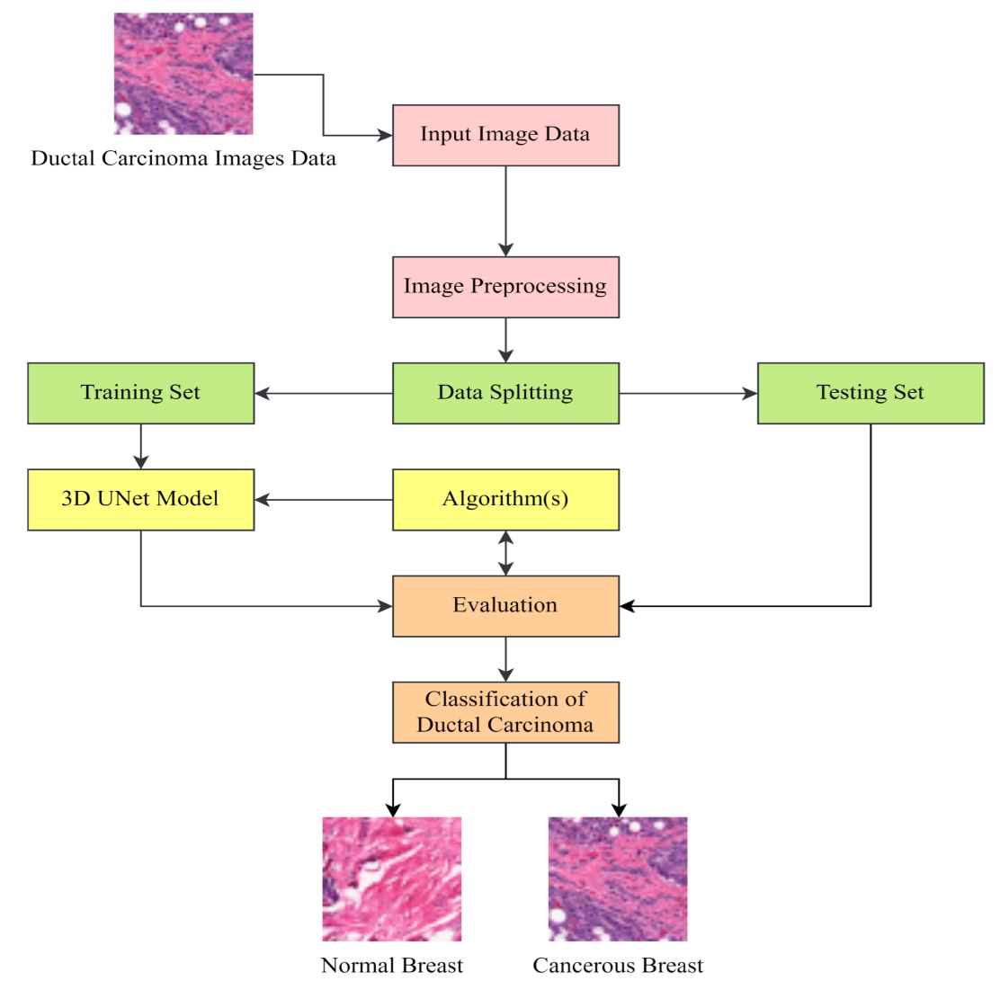 Ductal Carcinoma Images Data
Input Image Data
Image Preprocessing
Training Set
Data Splitting
Testing Set
3D UNet Model
Algorithm(s)
Evaluation
Classification of
Ductal Carcinoma
Normal Breast
Cancerous Breast